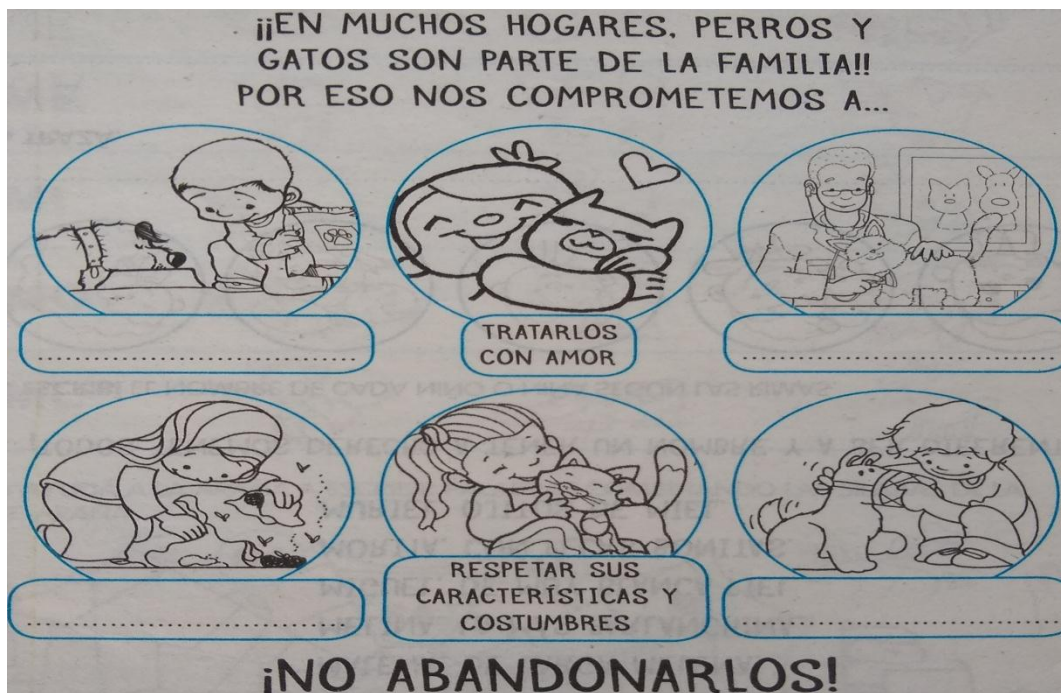 ¡¡EN MUCHOS HOGARES, PERROS Y
GATOS SON PARTE DE LA FAMILIA!!
POR ESO NOS COMPROMETEMOS A...
TRATARLOS
CON AMOR
RESPETAR SUS
CARACTERÍSTICAS Y
COSTUMBRES
¡NO ABANDONARLOS!